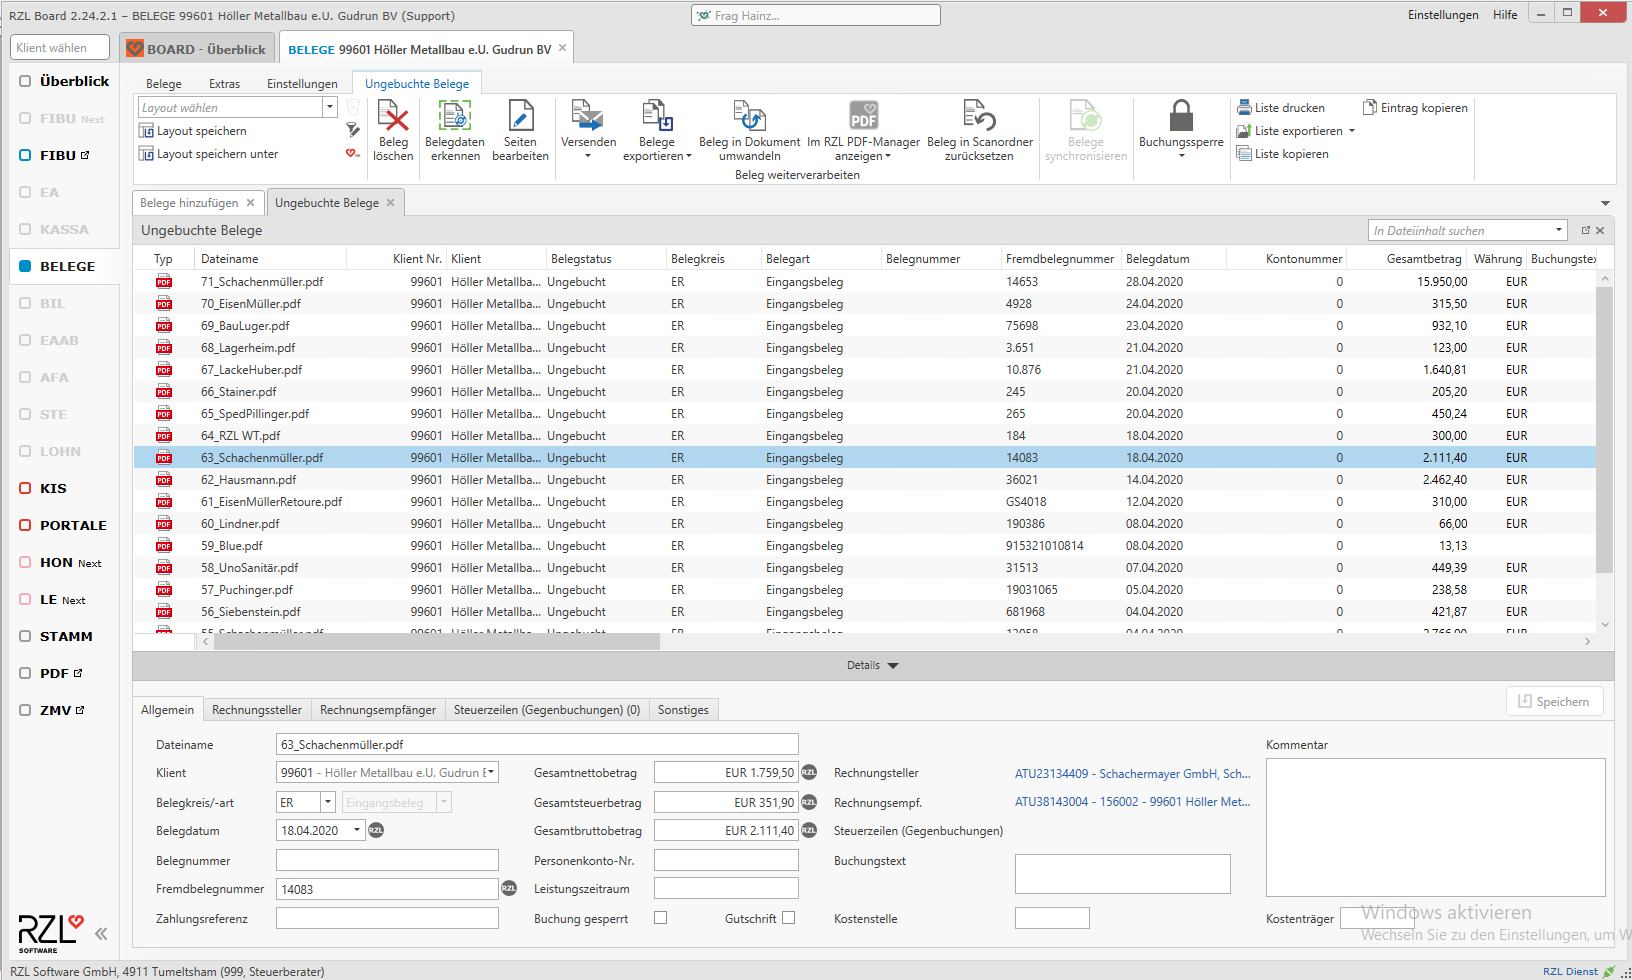 RZL Board 2.24.2.1 – BELEGE 99601 Höller Metallbau e.U. Gudrun BV (Support)
Frag Hainz...
Einstellungen Hilfe
Klient wählen
BOARD - Überblick
BELEGE 99601 Höller Metallbau e.U. Gudrun BV
Überblick
FIBU Next
FIBU
EA
KASSA
BELEGE
BIL
EAAB
AFA
STE
LOHN
KIS
PORTALE
HON Next
LE Next
STAMM
PDF
ZMV
RZL
SOFTWARE
Belege Extras Einstellungen Ungebuchte Belege
Layout wählen
Layout speichern
Layout speichern unter
Beleg löschen
Belegdaten erkennen
Seiten bearbeiten
Versenden
Belege exportieren
Beleg in Dokument umwandeln
PDF
Im RZL PDF-Manager anzeigen
Beleg in Scanordner zurücksetzen
Beleg weiterverarbeiten
Belege synchronisieren
Buchungssperre
Liste drucken
Liste exportieren
Liste kopieren
Eintrag kopieren
Belege hinzufügen
Ungebuchte Belege
Ungebuchte Belege
In Dateiinhalt suchen
Typ Dateiname Klient Nr. Klient Belegstatus Belegkreis Belegart Belegnummer Fremdbelegnummer Belegdatum Kontonummer Gesamtbetrag Währung Buchungstex
PDF 71_Schachenmüller.pdf 99601 Höller Metallba... Ungebucht ER Eingangsbeleg 14653 28.04.2020 0 15.950,00 EUR
PDF 70_EisenMüller.pdf 99601 Höller Metallba... Ungebucht ER Eingangsbeleg 4928 24.04.2020 0 315,50 EUR
PDF 69_BauLuger.pdf 99601 Höller Metallba... Ungebucht ER Eingangsbeleg 75698 23.04.2020 0 932,10 EUR
PDF 68_Lagerheim.pdf 99601 Höller Metallba... Ungebucht ER Eingangsbeleg 3.651 21.04.2020 0 123,00 EUR
PDF 67_LackeHuber.pdf 99601 Höller Metallba... Ungebucht ER Eingangsbeleg 10.876 21.04.2020 0 1.640,81 EUR
PDF 66_Stainer.pdf 99601 Höller Metallba... Ungebucht ER Eingangsbeleg 245 20.04.2020 0 205,20 EUR
PDF 65_SpedPillinger.pdf 99601 Höller Metallba... Ungebucht ER Eingangsbeleg 265 20.04.2020 0 450,24 EUR
PDF 64_RZL WT.pdf 99601 Höller Metallba... Ungebucht ER Eingangsbeleg 184 18.04.2020 0 300,00 EUR
PDF 63_Schachenmüller.pdf 99601 Höller Metallba... Ungebucht ER Eingangsbeleg 14083 18.04.2020 0 2.111,40 EUR
PDF 62_Hausmann.pdf 99601 Höller Metallba... Ungebucht ER Eingangsbeleg 36021 14.04.2020 0 2.462,40 EUR
PDF 61_EisenMüllerRetoure.pdf 99601 Höller Metallba... Ungebucht ER Eingangsbeleg GS4018 12.04.2020 0 310,00 EUR
PDF 60_Lindner.pdf 99601 Höller Metallba... Ungebucht ER Eingangsbeleg 190386 08.04.2020 0 66,00 EUR
PDF 59_Blue.pdf 99601 Höller Metallba... Ungebucht ER Eingangsbeleg 915321010814 08.04.2020 0 13,13
PDF 58_UnoSanitär.pdf 99601 Höller Metallba... Ungebucht ER Eingangsbeleg 31513 07.04.2020 0 449,39 EUR
PDF 57_Puchinger.pdf 99601 Höller Metallba... Ungebucht ER Eingangsbeleg 19031065 05.04.2020 0 238,58 EUR
PDF 56_Siebenstein.pdf 99601 Höller Metallba... Ungebucht ER Eingangsbeleg 681968 04.04.2020 0 421,87 EUR
Details
Allgemein Rechnungssteller Rechnungsempfänger Steuerzeilen (Gegenbuchungen) (0) Sonstiges
Speichern
Dateiname 63_Schachenmüller.pdf
Kommentar
Klient 99601 - Höller Metallbau e.U. Gudrun
Gesamtnettobetrag EUR 1.759,50 RZL
Rechnungsteller ATU23134409 - Schachermayer GmbH, Sch...
Belegkreis/-art ER Eingangsbeleg
Gesamtsteuerbetrag EUR 351,90 RZL
Rechnungsempf. ATU38143004 - 156002 - 99601 Höller Met...
Belegdatum 18.04.2020 RZL
Gesamtbruttobetrag EUR 2.111,40 RZL
Steuerzeilen (Gegenbuchungen)
Belegnummer
Personenkonto-Nr.
Buchungstext
Fremdbelegnummer 14083 RZL
Leistungszeitraum
Zahlungsreferenz
Buchung gesperrt Gutschrift
Kostenstelle
Kostenträger
Windows aktivieren
Wechseln Sie zu den Einstellungen, um W
RZL Software GmbH, 4911 Tumeltsham (999, Steuerberater)
RZL Dienst